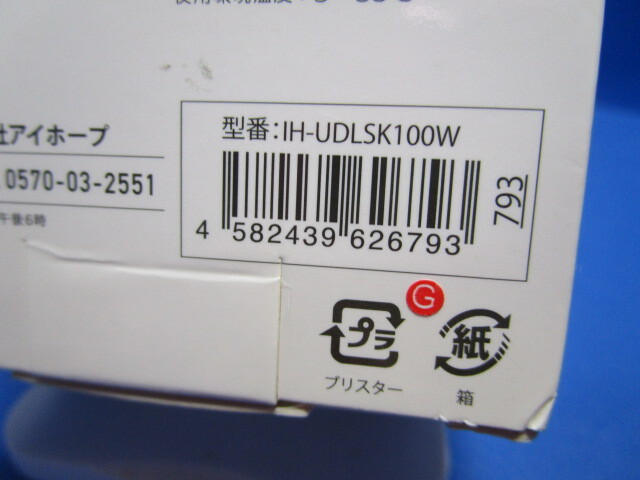 社アイホープ
0570-03-2551
午後6時
型番：IH-UDLSK100W
793
4 582439 626793
G
プラ
ブリスター
紙
箱